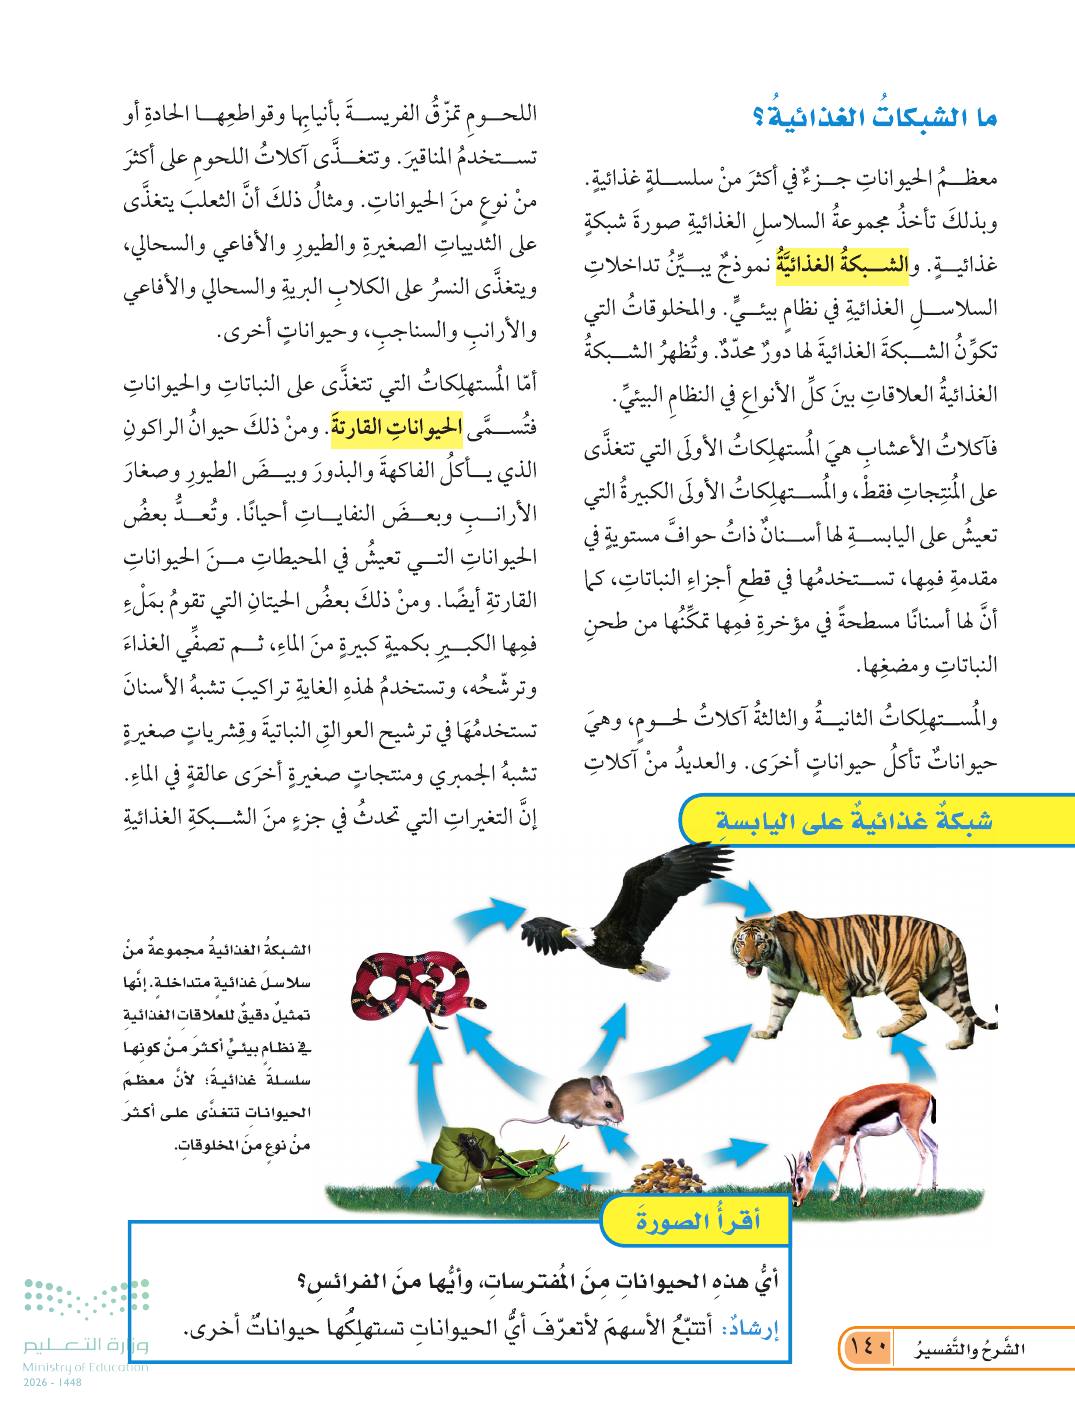 ما الشبكاتُ الغذائيةُ؟
معظمُ الحيواناتِ جزءٌ في أكثرَ منْ سلسلةٍ غذائيةٍ.
وبذلكَ تأخذُ مجموعةُ السلاسلِ الغذائيةِ صورةَ شبكةٍ
غذائيةٍ. والشبكةُ الغذائيَّةُ نموذجٌ يبيِّنُ تداخلاتِ
السلاسلِ الغذائيةِ في نظامٍ بيئيٍّ. والمخلوقاتُ التي
تكوِّنُ الشبكةَ الغذائيةَ لها دورٌ محدّدٌ. وتُظهرُ الشبكةُ
الغذائيةُ العلاقاتِ بينَ كلِّ الأنواعِ في النظامِ البيئيِّ.
فآكلاتُ الأعشابِ هيَ المُستهلِكاتُ الأولَى التي تتغذَّى
على المُنتِجاتِ فقطْ، والمُستهلِكاتُ الأولَى الكبيرةُ التي
تعيشُ على اليابسةِ لها أسنانٌ ذاتُ حوافَّ مستويةٍ في
مقدمةِ فمِها، تستخدمُها في قطعِ أجزاءِ النباتاتِ، كما
أنَّ لها أسنانًا مسطحةً في مؤخرةِ فمِها تمكِّنُها من طحنِ
النباتاتِ ومضغِها.
والمُستهلِكاتُ الثانيةُ والثالثةُ آكلاتُ لحومٍ، وهيَ
حيواناتٌ تأكلُ حيواناتٍ أخرَى. والعديدُ منْ آكلاتِ
اللحومِ تمزّقُ الفريسةَ بأنيابِها وقواطعِها الحادةِ أو
تستخدمُ المناقيرَ. وتتغذَّى آكلاتُ اللحومِ على أكثرَ
منْ نوعٍ منَ الحيواناتِ. ومثالُ ذلكَ أنَّ الثعلبَ يتغذَّى
على الثديياتِ الصغيرةِ والطيورِ والأفاعي والسحالي،
ويتغذَّى النسرُ على الكلابِ البريةِ والسحالي والأفاعي
والأرانبِ والسناجبِ، وحيواناتٍ أخرى.
أمّا المُستهلِكاتُ التي تتغذَّى على النباتاتِ والحيواناتِ
فتُسمَّى الحيواناتِ القارتةَ. ومنْ ذلكَ حيوانُ الراكونِ
الذي يأكلُ الفاكهةَ والبذورَ وبيضَ الطيورِ وصغارَ
الأرانبِ وبعضَ النفاياتِ أحيانًا. وتُعدُّ بعضُ
الحيواناتِ التي تعيشُ في المحيطاتِ منَ الحيواناتِ
القارتةِ أيضًا. ومنْ ذلكَ بعضُ الحيتانِ التي تقومُ بمَلْءِ
فمِها الكبيرِ بكميةٍ كبيرةٍ منَ الماءِ، ثم تصفِّي الغذاءَ
وترشّحُه، وتستخدمُ لهذهِ الغايةِ تراكيبَ تشبهُ الأسنانَ
تستخدمُهَا في ترشيحِ العوالقِ النباتيةَ وقِشرياتٍ صغيرةٍ
تشبهُ الجمبري ومنتجاتٍ صغيرةٍ أخرَى عالقةٍ في الماءِ.
إنَّ التغيراتِ التي تحدثُ في جزءٍ منَ الشبكةِ الغذائيةِ
شبكةٌ غذائيةٌ على اليابسةِ
الشبكةُ الغذائيةُ مجموعةٌ منْ
سلاسلَ غذائيةٍ متداخلةٍ. إنَّها
تمثيلٌ دقيقٌ للعلاقاتِ الغذائيةِ
في نظامٍ بيئيٍّ أكثرَ منْ كونِها
سلسلةً غذائيةً؛ لأنَّ معظمَ
الحيواناتِ تتغذَّى على أكثرَ
منْ نوعٍ منَ المخلوقاتِ.
أقرأُ الصورةَ
أيُّ هذهِ الحيواناتِ مِنَ المُفترساتِ، وأيُّها منَ الفرائسِ؟
إرشادٌ: أتتبّعُ الأسهمَ لأتعرّفَ أيُّ الحيواناتِ تستهلِكُها حيواناتٌ أخرى.
وزارة التعليم
Ministry of Education
2026 - 1448
الشَّرحُ والتَّفسيرُ ١٤٠